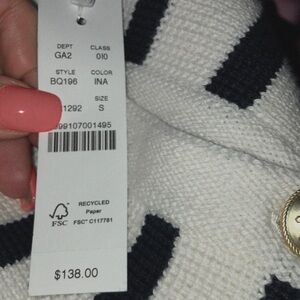 DEPT CLASS
GA2 010
STYLE COLOR
BQ196 INA
SIZE
1292 S
99107001495
RECYCLED
Paper
FSC FSC® C117761
$138.00